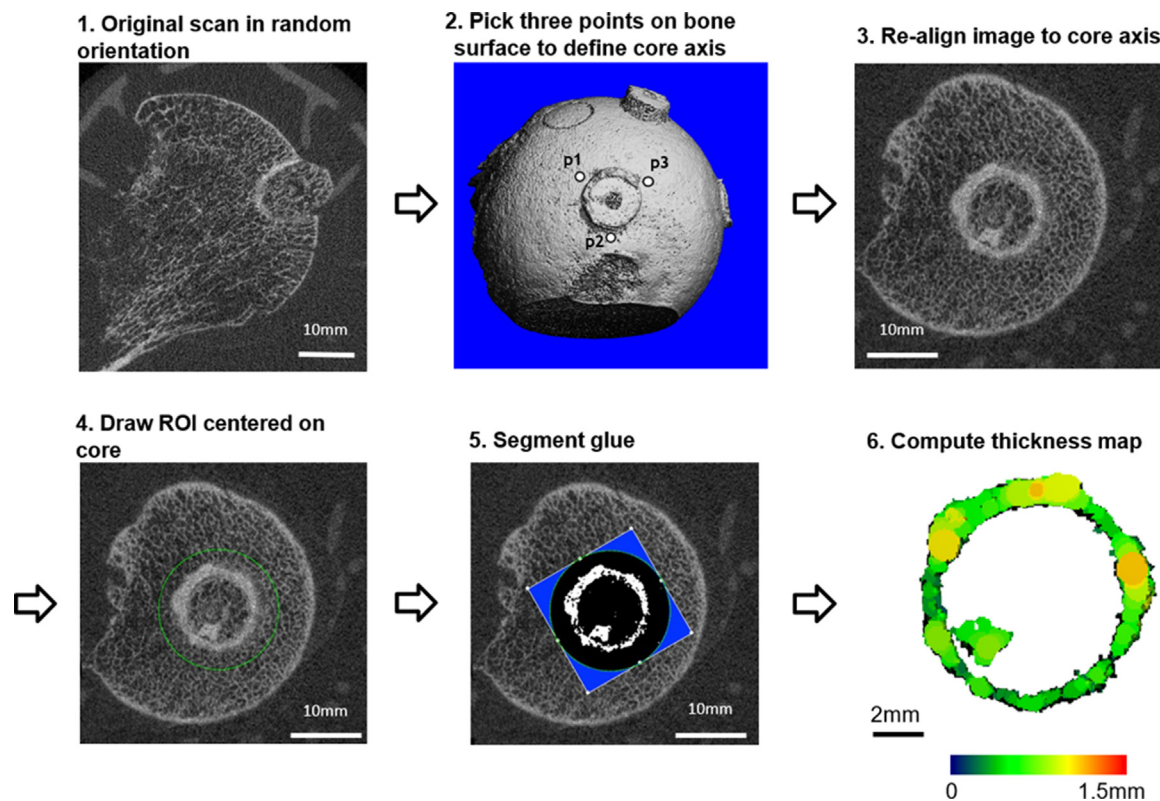 1. Original scan in random
orientation
2. Pick three points on bone
surface to define core axis
3. Re-align image to core axis
10mm
p1
p3
p2
10mm
4. Draw ROI centered on
core
5. Segment glue
6. Compute thickness map
10mm
10mm
2mm
0
1.5mm